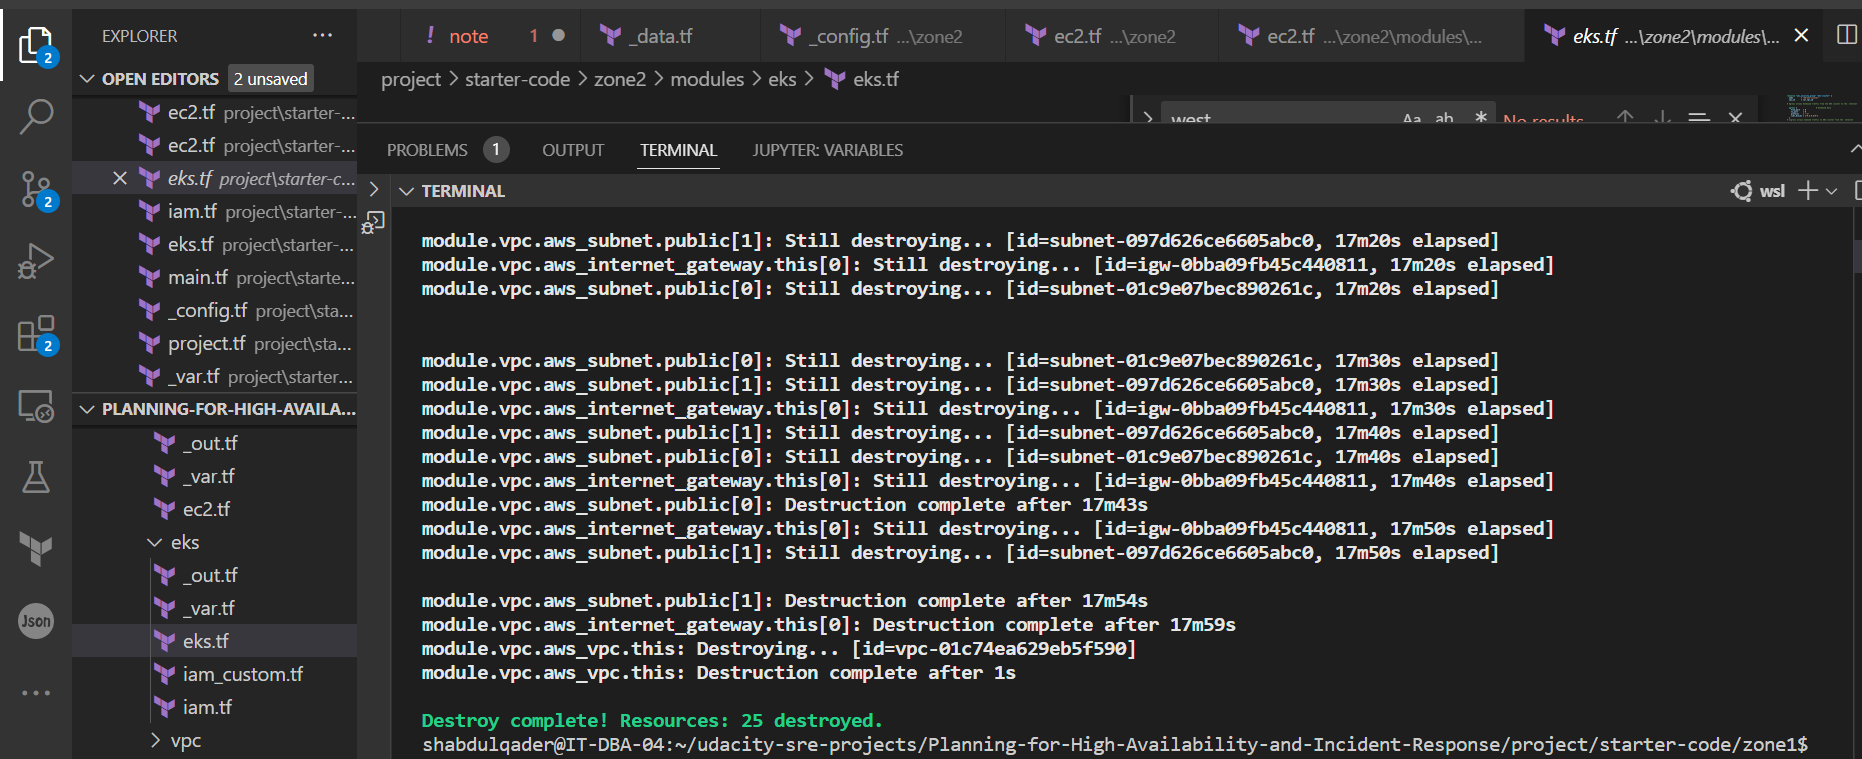 EXPLORER
OPEN EDITORS 2 unsaved
ec2.tf project\starter-...
ec2.tf project\starter-...
eks.tf project\starter-c...
iam.tf project\starter-...
eks.tf project\starter-...
main.tf project\starte...
_config.tf project\sta...
project.tf project\sta...
_var.tf project\starter...
PLANNING-FOR-HIGH-AVAILA...
_out.tf
_var.tf
ec2.tf
eks
_out.tf
_var.tf
eks.tf
iam_custom.tf
iam.tf
vpc
2
2
2
Json
! note 1
_data.tf
_config.tf ...\zone2
ec2.tf ...\zone2
ec2.tf ...\zone2\modules\...
eks.tf ...\zone2\modules\...
project > starter-code > zone2 > modules > eks > eks.tf
west Aa ab * No results
PROBLEMS 1 OUTPUT TERMINAL JUPYTER: VARIABLES
TERMINAL
wsl
module.vpc.aws_subnet.public[1]: Still destroying... [id=subnet-097d626ce6605abc0, 17m20s elapsed]
module.vpc.aws_internet_gateway.this[0]: Still destroying... [id=igw-0bba09fb45c440811, 17m20s elapsed]
module.vpc.aws_subnet.public[0]: Still destroying... [id=subnet-01c9e07bec890261c, 17m20s elapsed]
module.vpc.aws_subnet.public[0]: Still destroying... [id=subnet-01c9e07bec890261c, 17m30s elapsed]
module.vpc.aws_subnet.public[1]: Still destroying... [id=subnet-097d626ce6605abc0, 17m30s elapsed]
module.vpc.aws_internet_gateway.this[0]: Still destroying... [id=igw-0bba09fb45c440811, 17m30s elapsed]
module.vpc.aws_subnet.public[1]: Still destroying... [id=subnet-097d626ce6605abc0, 17m40s elapsed]
module.vpc.aws_subnet.public[0]: Still destroying... [id=subnet-01c9e07bec890261c, 17m40s elapsed]
module.vpc.aws_internet_gateway.this[0]: Still destroying... [id=igw-0bba09fb45c440811, 17m40s elapsed]
module.vpc.aws_subnet.public[0]: Destruction complete after 17m43s
module.vpc.aws_internet_gateway.this[0]: Still destroying... [id=igw-0bba09fb45c440811, 17m50s elapsed]
module.vpc.aws_subnet.public[1]: Still destroying... [id=subnet-097d626ce6605abc0, 17m50s elapsed]
module.vpc.aws_subnet.public[1]: Destruction complete after 17m54s
module.vpc.aws_internet_gateway.this[0]: Destruction complete after 17m59s
module.vpc.aws_vpc.this: Destroying... [id=vpc-01c74ea629eb5f590]
module.vpc.aws_vpc.this: Destruction complete after 1s
Destroy complete! Resources: 25 destroyed.
shabdulqader@IT-DBA-04:~/udacity-sre-projects/Planning-for-High-Availability-and-Incident-Response/project/starter-code/zone1$